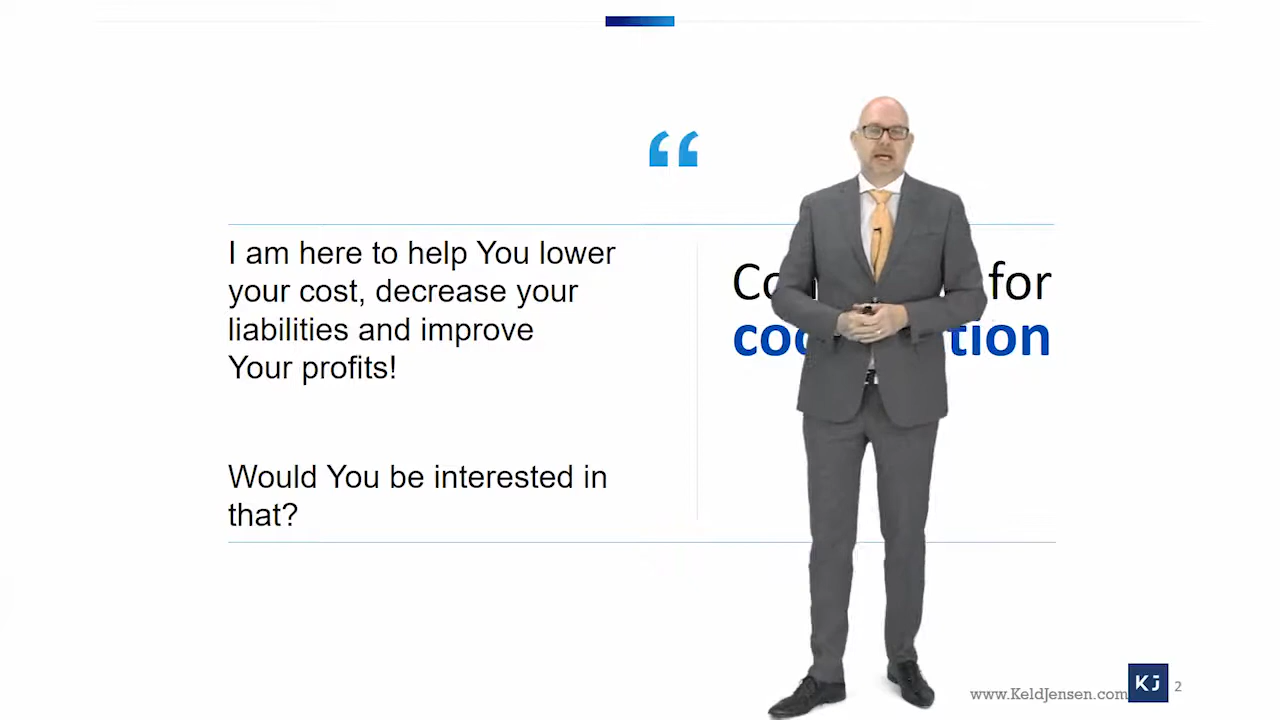 “
I am here to help You lower
your cost, decrease your
liabilities and improve
Your profits!
Would You be interested in
that?
for
www.KeldJensen.com
KJ
2